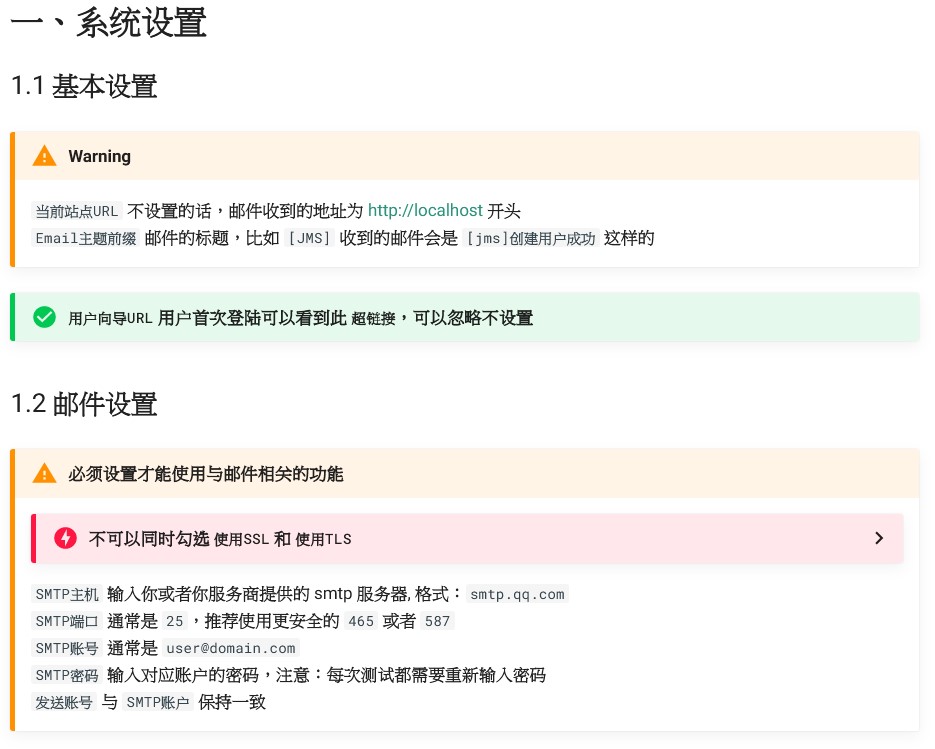 一、系统设置
1.1 基本设置
Warning
当前站点URL 不设置的话，邮件收到的地址为 http://localhost 开头
Email主题前缀 邮件的标题，比如 [JMS] 收到的邮件会是 [jms]创建用户成功 这样的
用户向导URL 用户首次登陆可以看到此 超链接，可以忽略不设置
1.2 邮件设置
必须设置才能使用与邮件相关的功能
不可以同时勾选 使用SSL 和 使用TLS
SMTP主机 输入你或者你服务商提供的 smtp 服务器, 格式：smtp.qq.com
SMTP端口 通常是 25，推荐使用更安全的 465 或者 587
SMTP账号 通常是 user@domain.com
SMTP密码 输入对应账户的密码，注意：每次测试都需要重新输入密码
发送账号 与 SMTP账户 保持一致